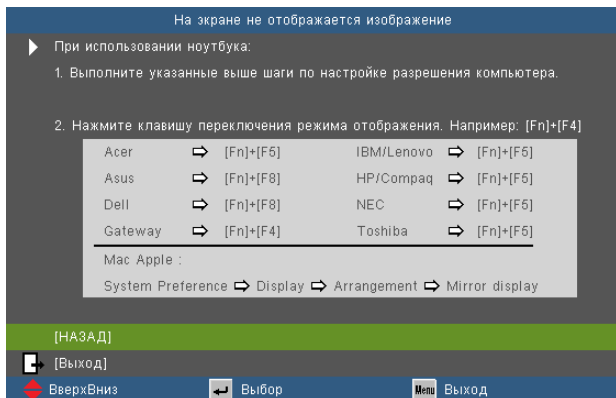 На экране не отображается изображение
При использовании ноутбука:
1. Выполните указанные выше шаги по настройке разрешения компьютера.
2. Нажмите клавишу переключения режима отображения. Например: [Fn]+[F4]
Acer ⇨ [Fn]+[F5] IBM/Lenovo ⇨ [Fn]+[F5]
Asus ⇨ [Fn]+[F8] HP/Compaq ⇨ [Fn]+[F5]
Dell ⇨ [Fn]+[F8] NEC ⇨ [Fn]+[F5]
Gateway ⇨ [Fn]+[F4] Toshiba ⇨ [Fn]+[F5]
Mac Apple :
System Preference ⇨ Display ⇨ Arrangement ⇨ Mirror display
[НАЗАД]
[Выход]
ВверхВниз Выбор Menu Выход